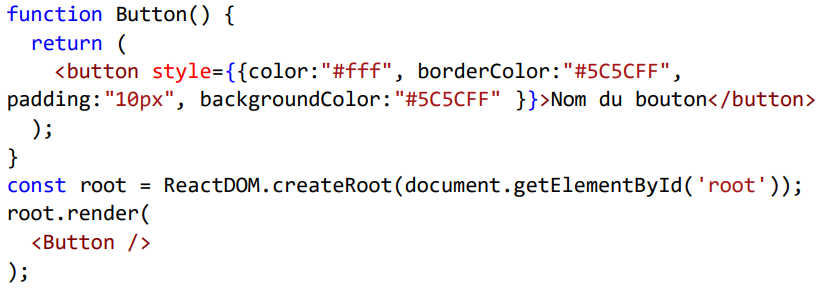 function Button() {
  return (
    <button style={{color:"#fff", borderColor:"#5C5CFF",
padding:"10px", backgroundColor:"#5C5CFF" }}>Nom du bouton</button>
  );
}
const root = ReactDOM.createRoot(document.getElementById('root'));
root.render(
  <Button />
);